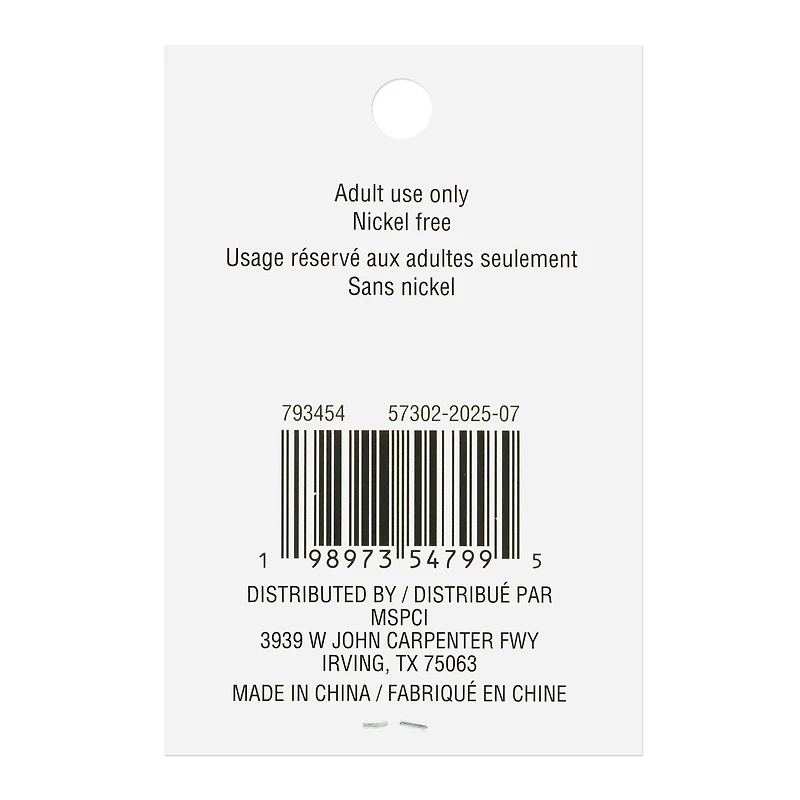 Adult use only
Nickel free
Usage réservé aux adultes seulement
Sans nickel
793454 57302-2025-07
1 98973 54799 5
DISTRIBUTED BY / DISTRIBUÉ PAR
MSPCI
3939 W JOHN CARPENTER FWY
IRVING, TX 75063
MADE IN CHINA / FABRIQUÉ EN CHINE